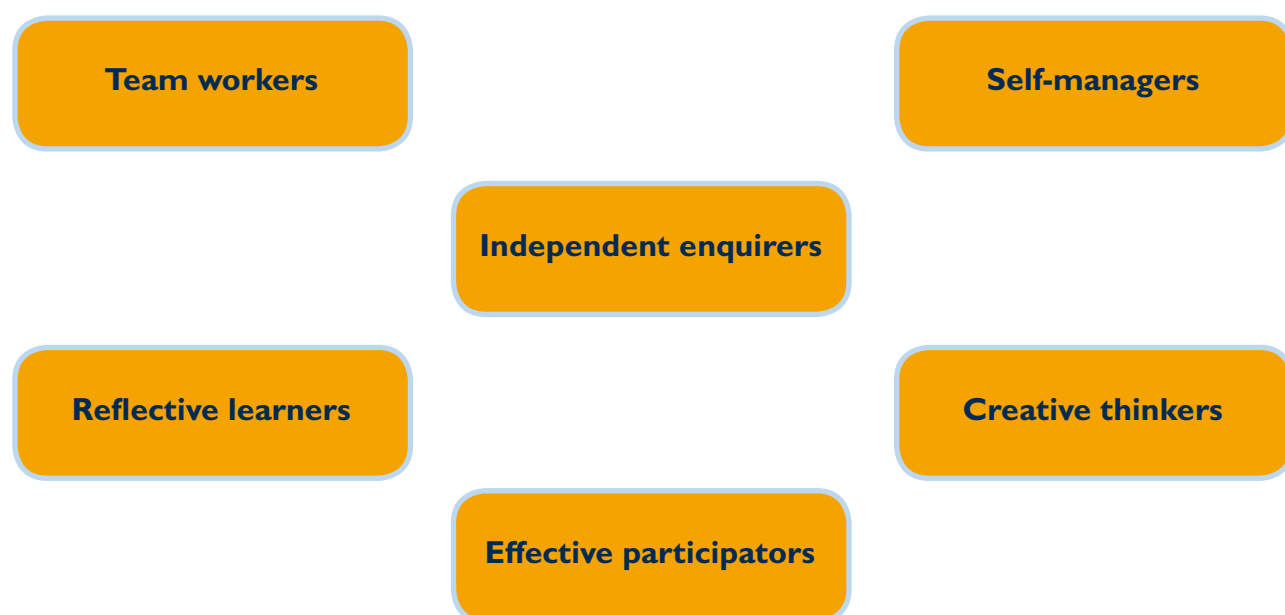 Team workers
Self-managers
Independent enquirers
Reflective learners
Creative thinkers
Effective participators